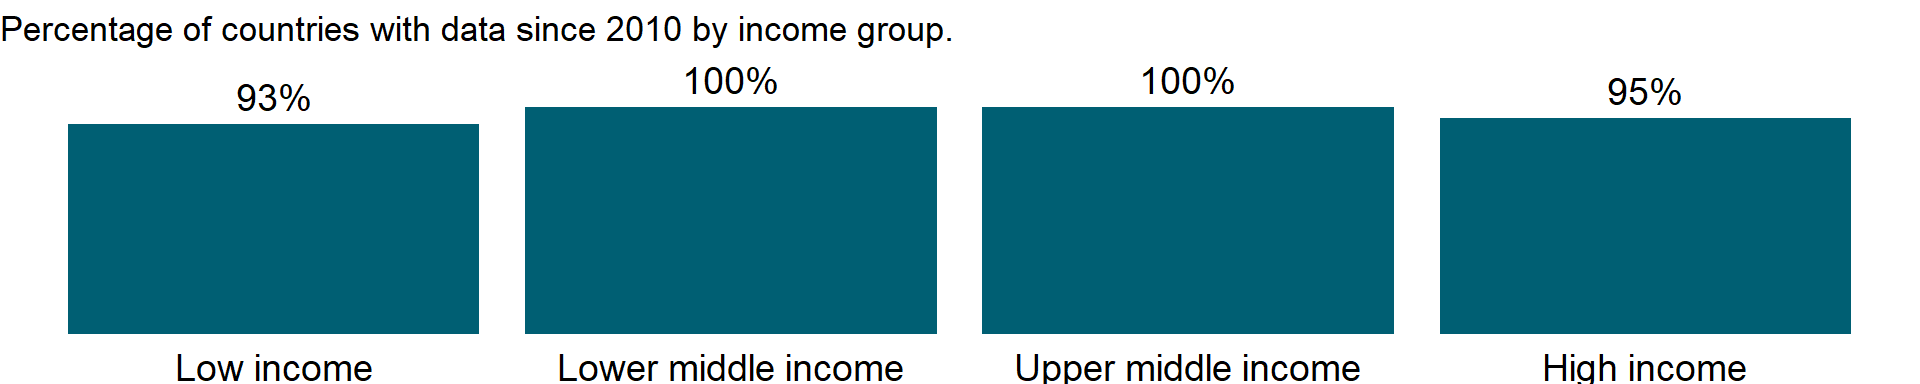 Percentage of countries with data since 2010 by income group.
93%
100%
100%
95%
Low income
Lower middle income
Upper middle income
High income